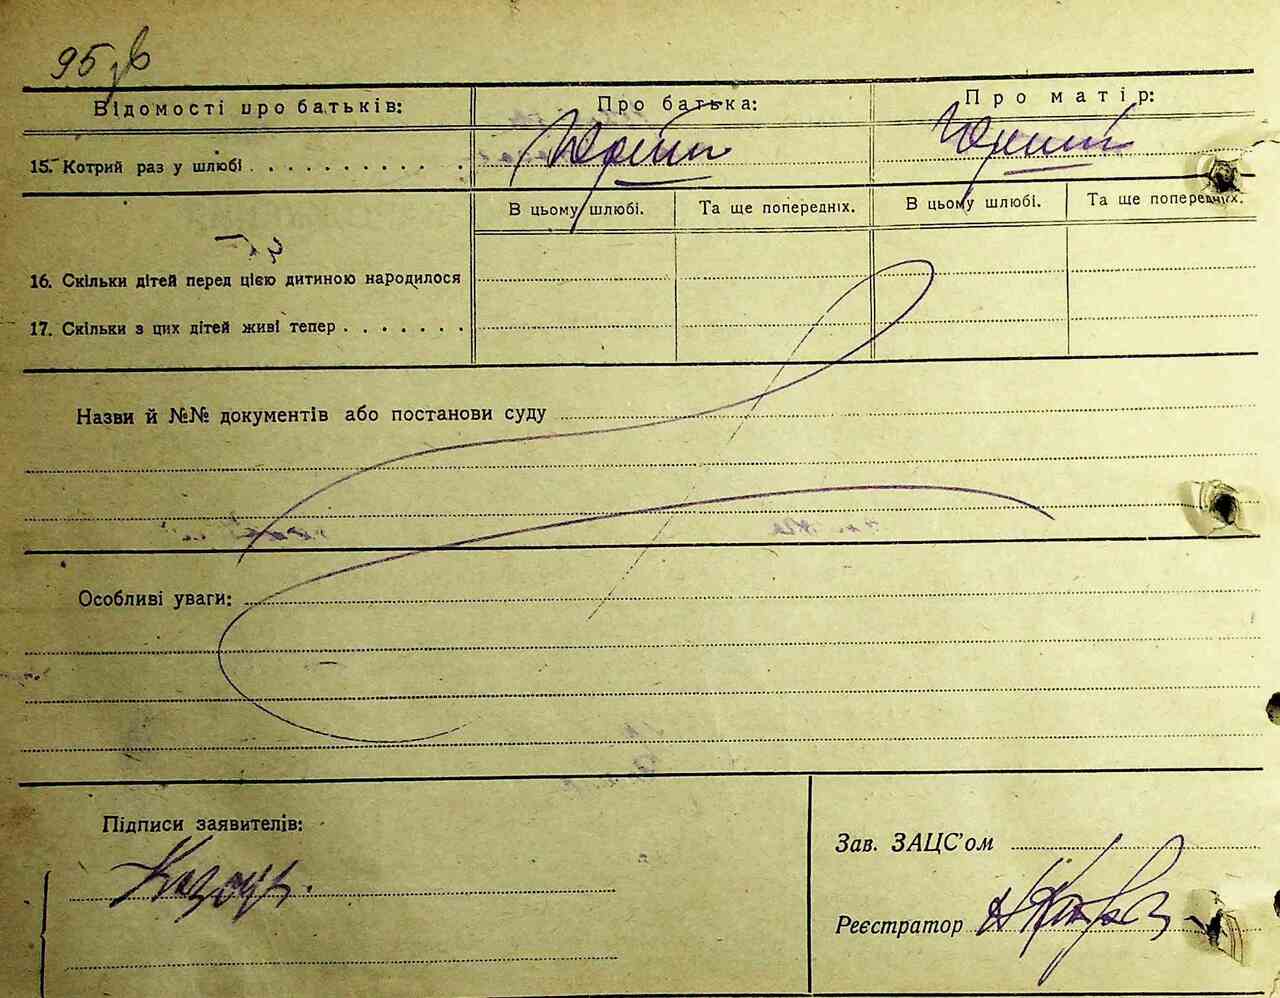 95 зв
Відомості про батьків: Про батька: Про матір:
15. Котрий раз у шлюбі . . . . . . . . . .
В цьому шлюбі. Та ще попередніх. В цьому шлюбі. Та ще попередніх.
16. Скільки дітей перед цією дитиною народилося
17. Скільки з цих дітей живі тепер . . . . . . .
Назви й №№ документів або постанови суду
Особливі уваги:
Підписи заявителів:
Зав. ЗАЦС'ом
Реєстратор